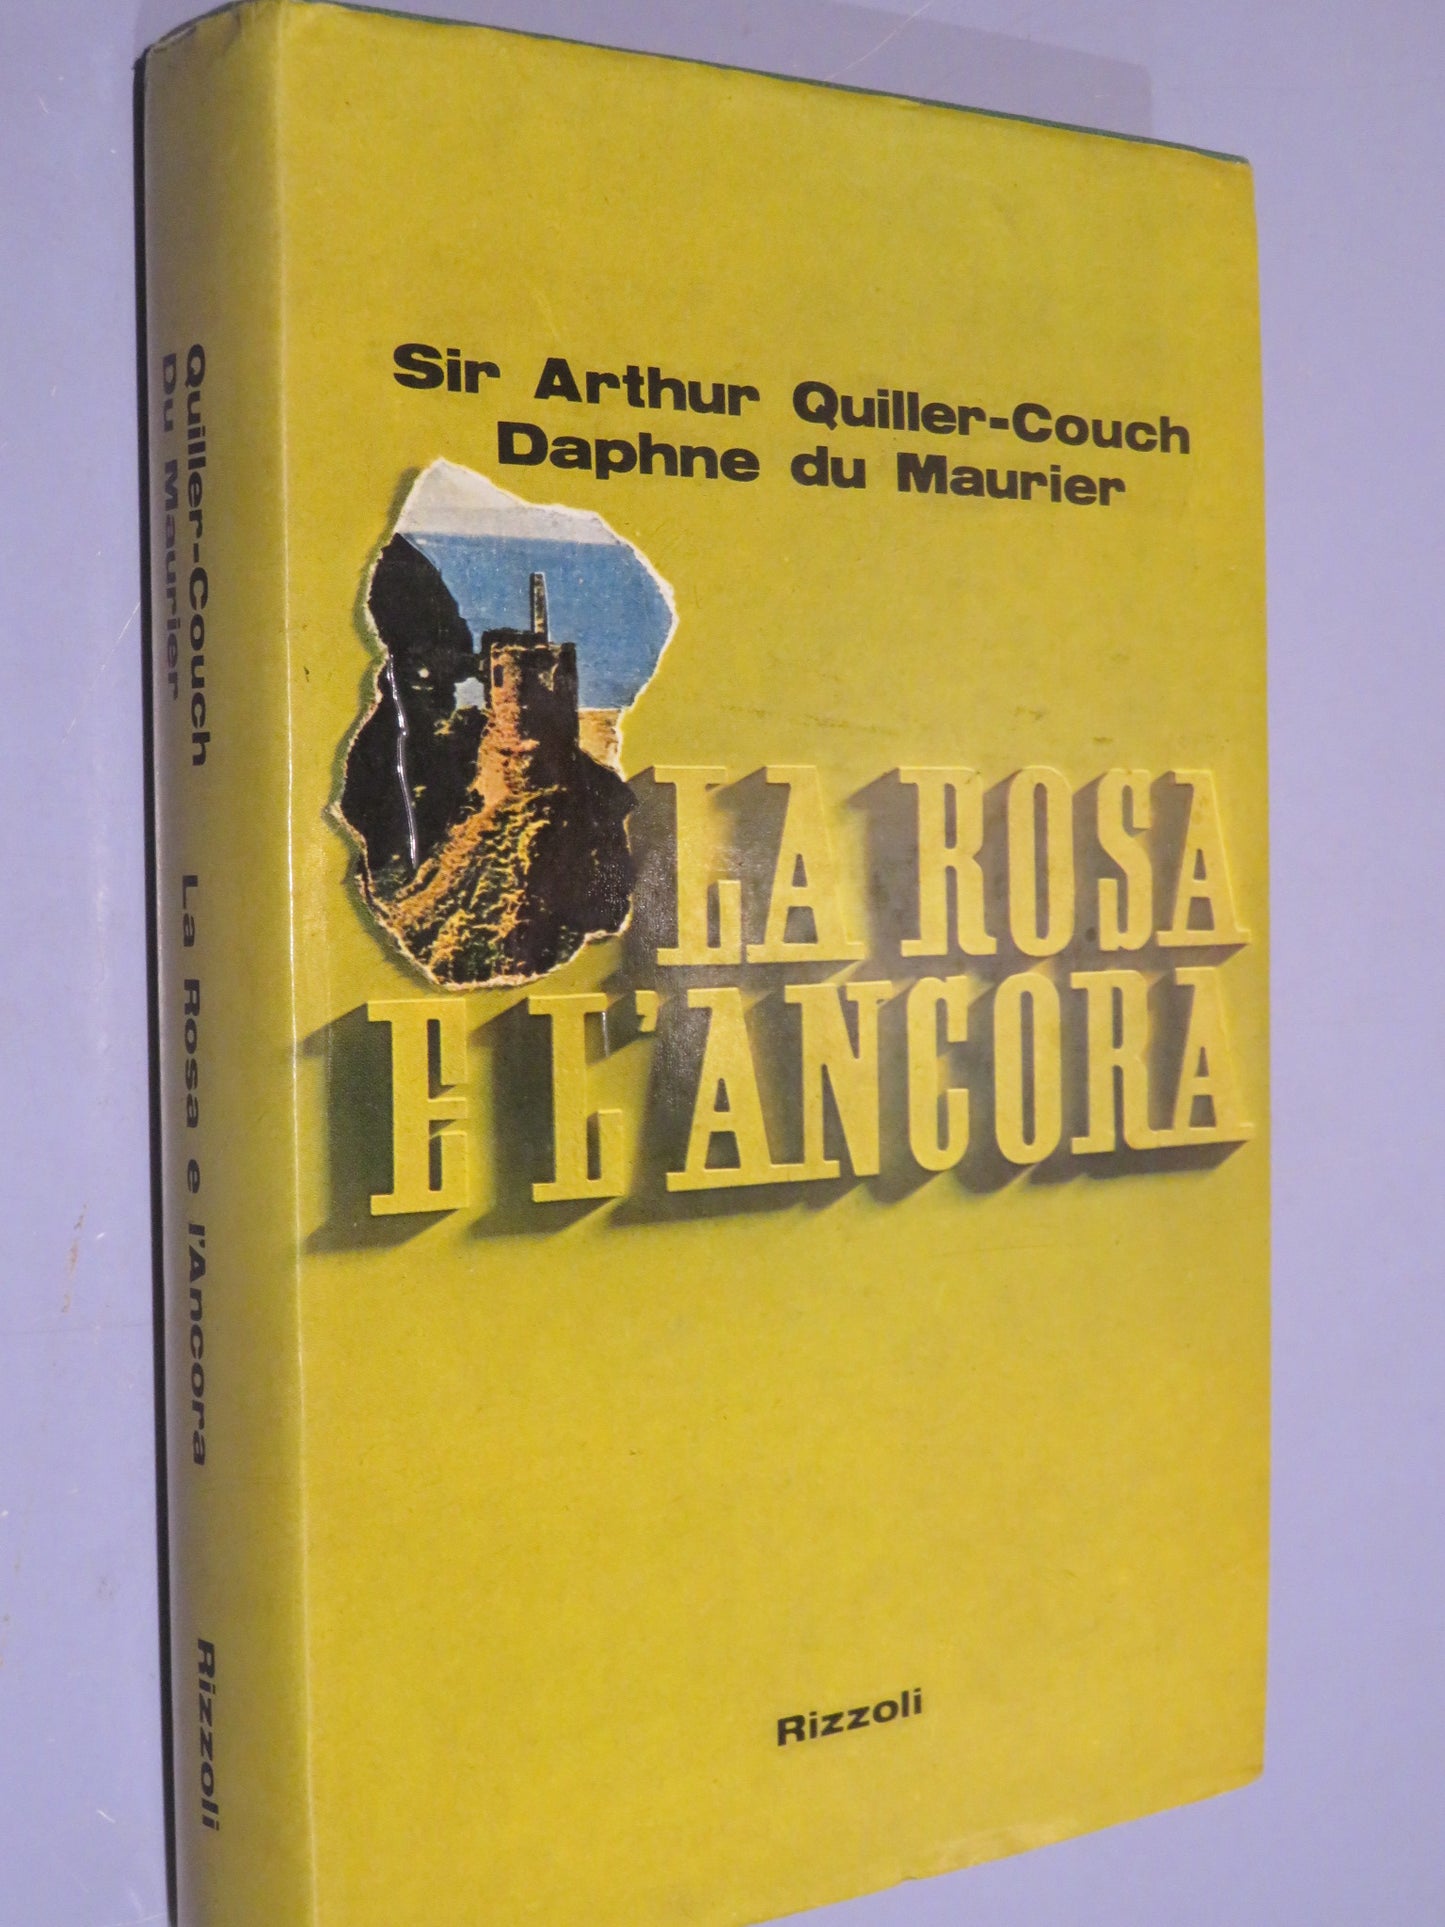 Sir Arthur Quiller-Couch
Daphne du Maurier
LA ROSA
E L'ANCORA
Rizzoli
Quiller-Couch La Rosa e l'Ancora Rizzoli
Du Maurier